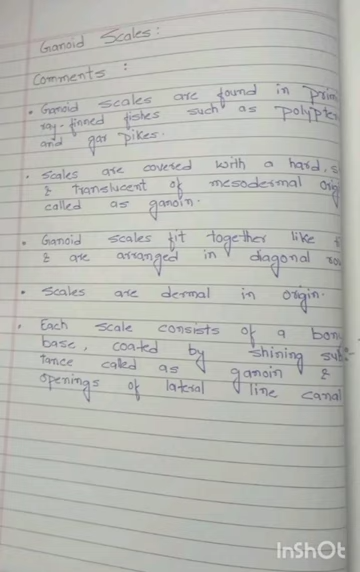 Ganoid Scales:
Comments :
• Ganoid scales are found in prim
ray-finned fishes such as polypte
and gar pikes.
• scales are covered with a hard, s
& translucent of mesodermal orig
called as ganoin.
• Ganoid scales fit together like
& are arranged in diagonal row
• scales are dermal in origin.
• Each scale consists of a bon
base, coated by shining sub:-
tance called as ganoin &
openings of lateral line canal
InShOt